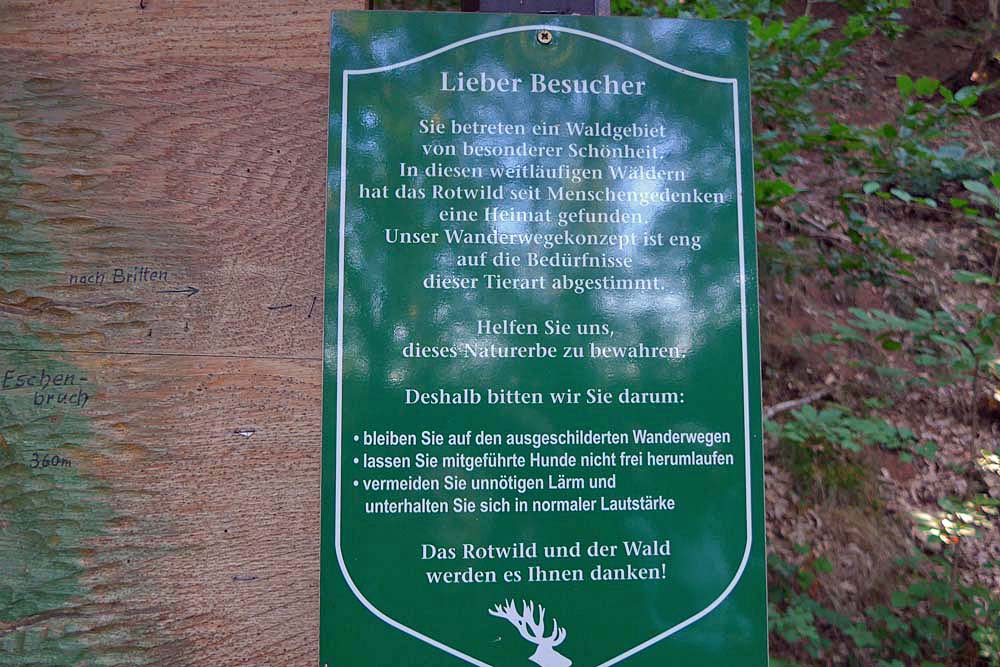 nach Britten
Eschen-
bruch
360m
Lieber Besucher
Sie betreten ein Waldgebiet
von besonderer Schönheit.
In diesen weitläufigen Wäldern
hat das Rotwild seit Menschengedenken
eine Heimat gefunden.
Unser Wanderwegekonzept ist eng
auf die Bedürfnisse
dieser Tierart abgestimmt.
Helfen Sie uns,
dieses Naturerbe zu bewahren.
Deshalb bitten wir Sie darum:
• bleiben Sie auf den ausgeschilderten Wanderwegen
• lassen Sie mitgeführte Hunde nicht frei herumlaufen
• vermeiden Sie unnötigen Lärm und
unterhalten Sie sich in normaler Lautstärke
Das Rotwild und der Wald
werden es Ihnen danken!